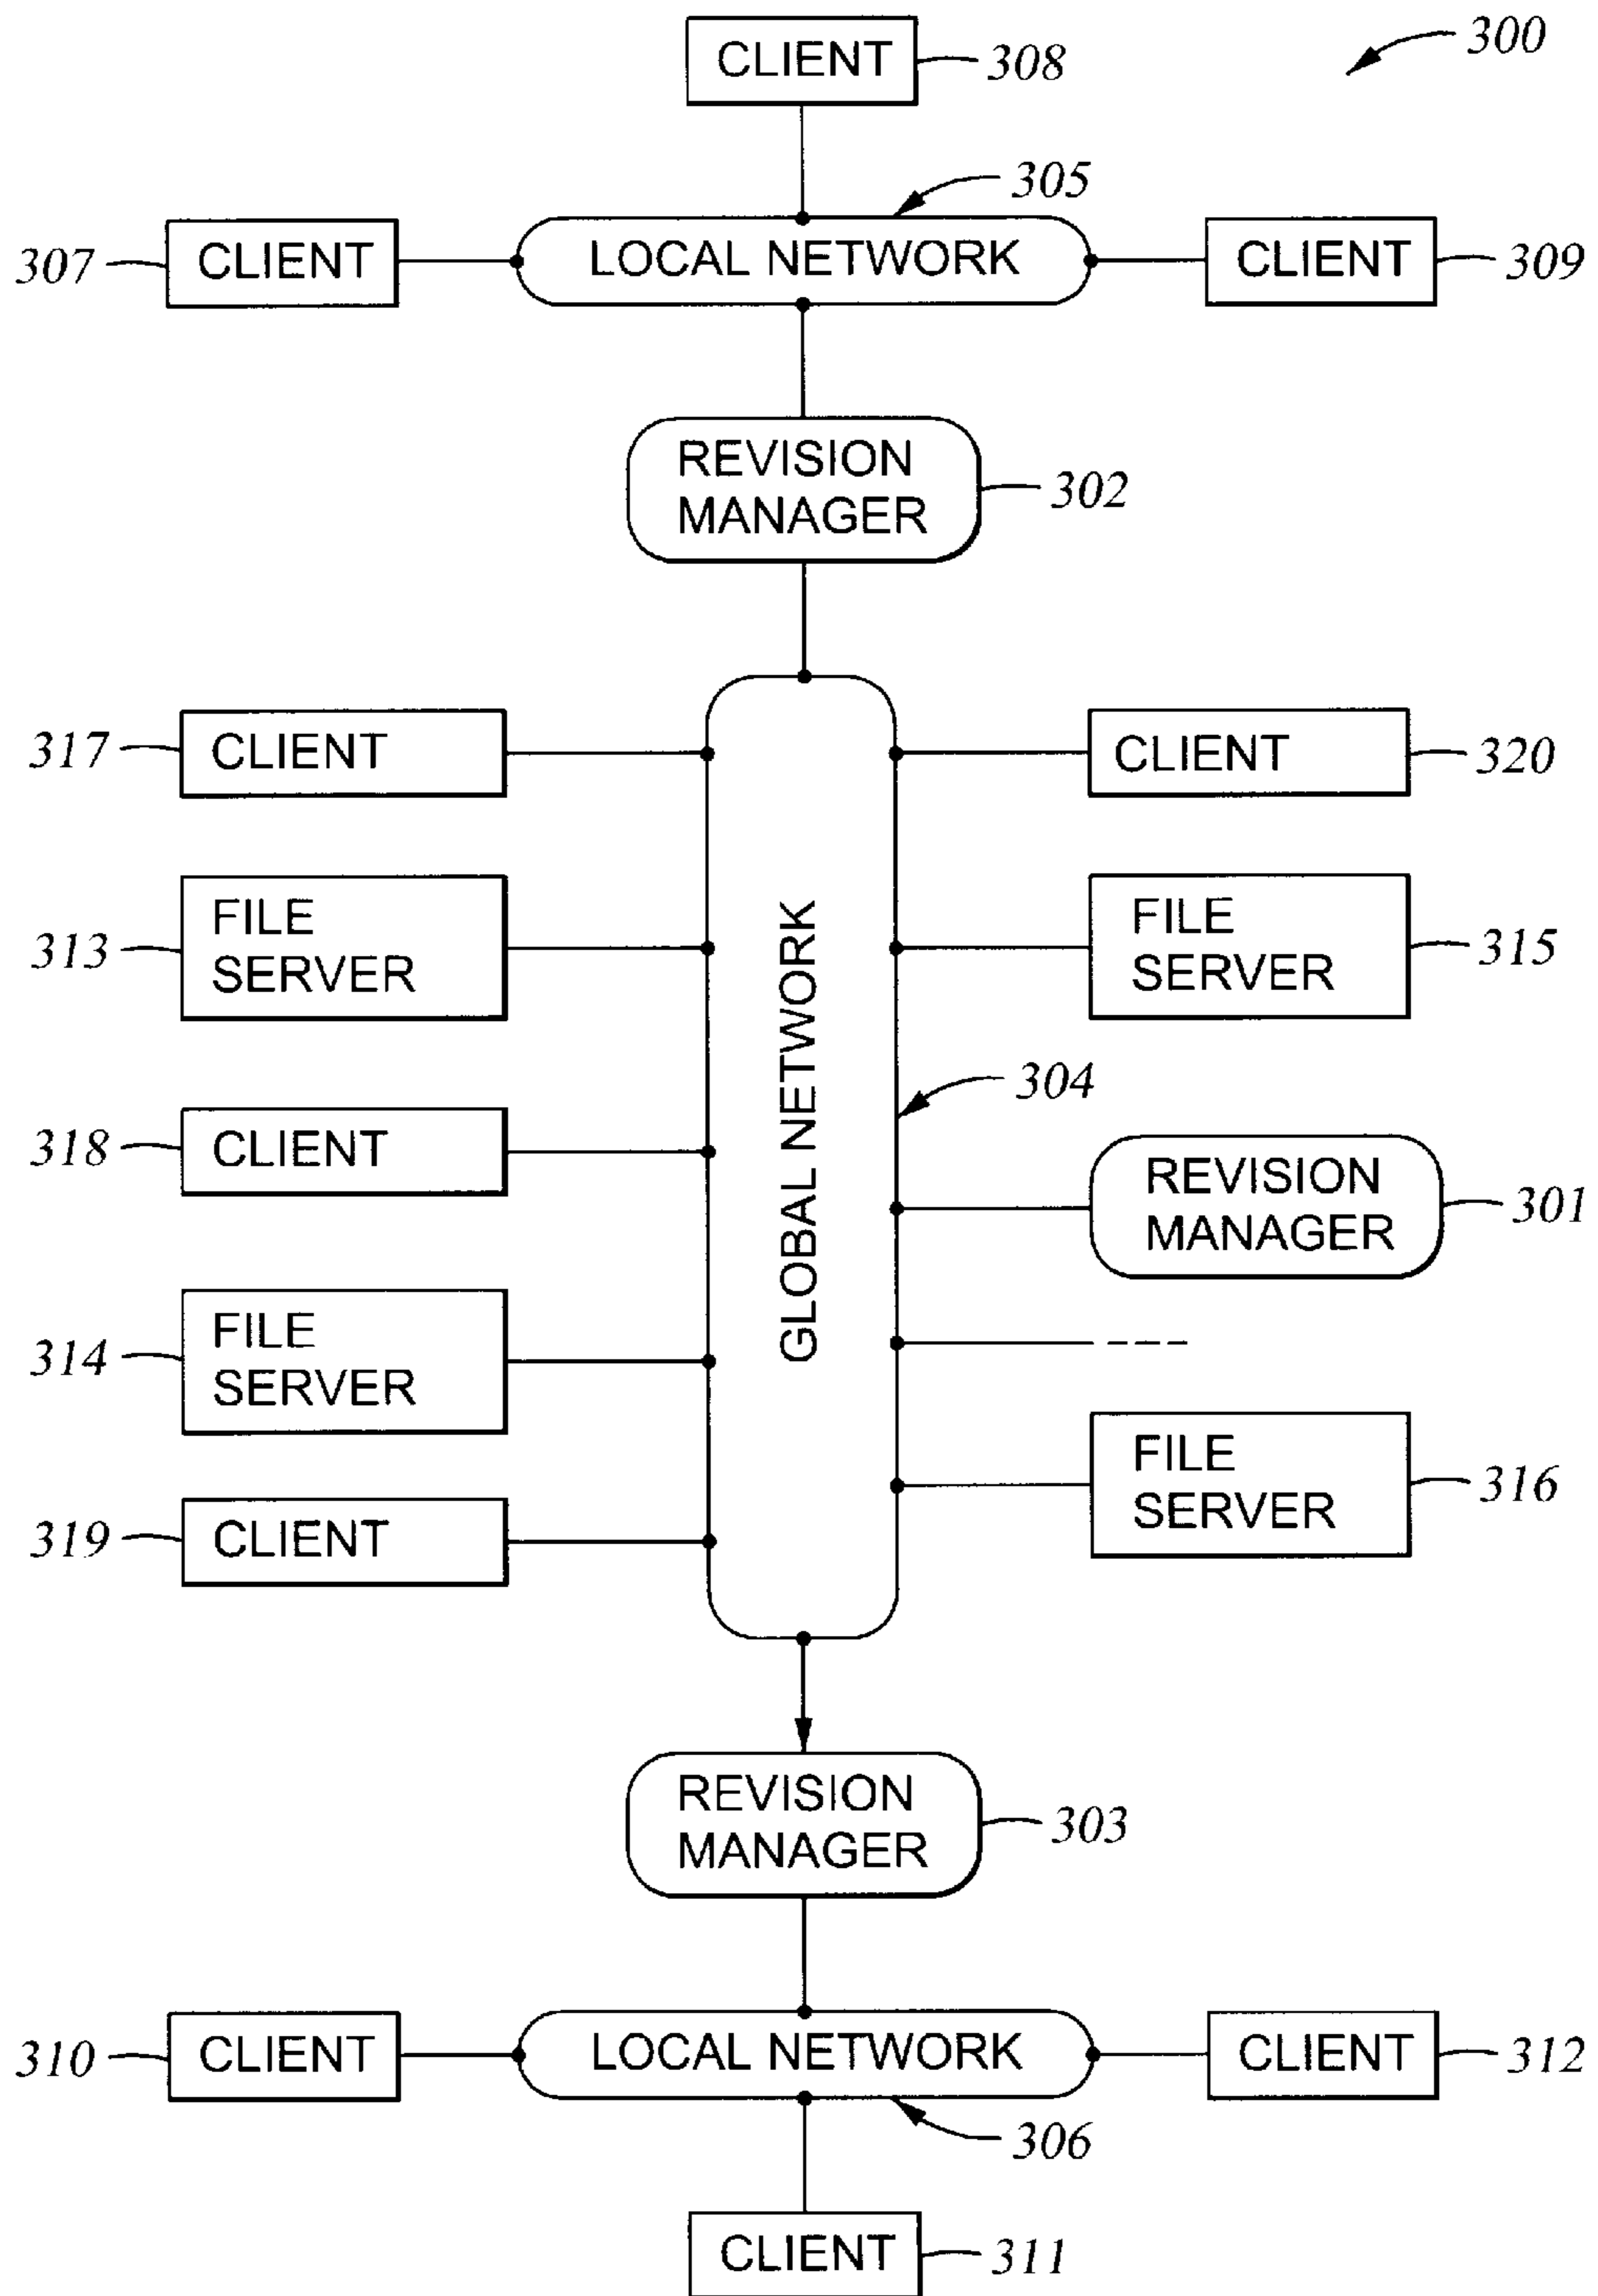 CLIENT 308
300
305
307 CLIENT LOCAL NETWORK CLIENT 309
REVISION
MANAGER
302
317 CLIENT
CLIENT 320
FILE
SERVER
313
FILE
SERVER
315
GLOBAL NETWORK
304
318 CLIENT
REVISION
MANAGER
301
FILE
SERVER
314
FILE
SERVER
316
319 CLIENT
REVISION
MANAGER
303
310 CLIENT LOCAL NETWORK CLIENT 312
306
CLIENT 311